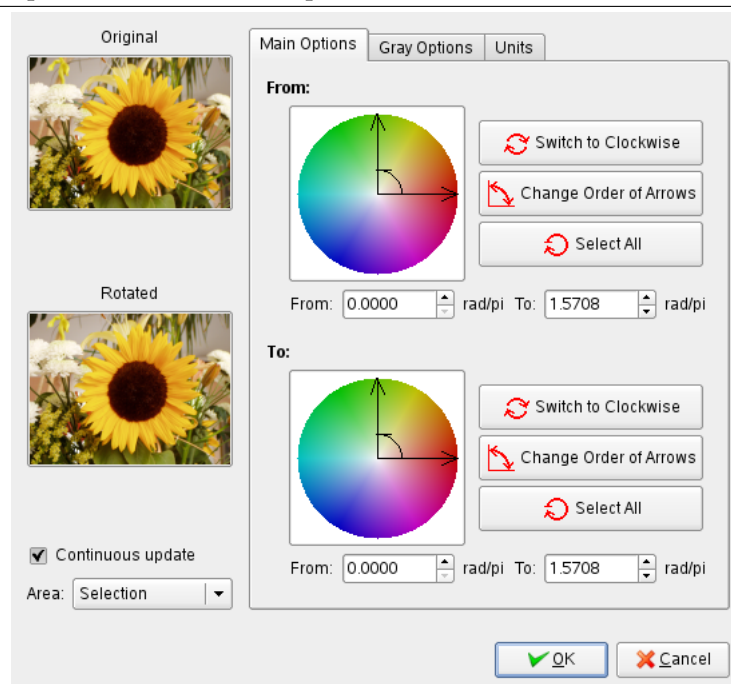 Original
Main Options
Gray Options
Units
From:
Switch to Clockwise
Change Order of Arrows
Select All
From: 0.0000 rad/pi To: 1.5708 rad/pi
Rotated
To:
Switch to Clockwise
Change Order of Arrows
Select All
From: 0.0000 rad/pi To: 1.5708 rad/pi
Continuous update
Area: Selection
OK
Cancel